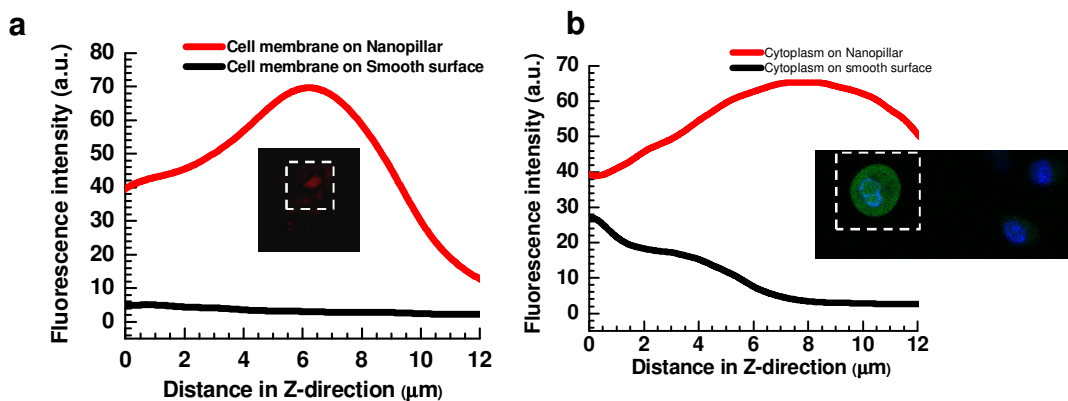 a
Cell membrane on Nanopillar
Cell membrane on Smooth surface
Fluorescence intensity (a.u.)
80
70
60
50
40
30
20
10
0
0 2 4 6 8 10 12
Distance in Z-direction (μm)
b
Cytoplasm on Nanopillar
Cytoplasm on smooth surface
Fluorescence intensity (a.u.)
70
60
50
40
30
20
10
0
0 2 4 6 8 10 12
Distance in Z-direction (μm)